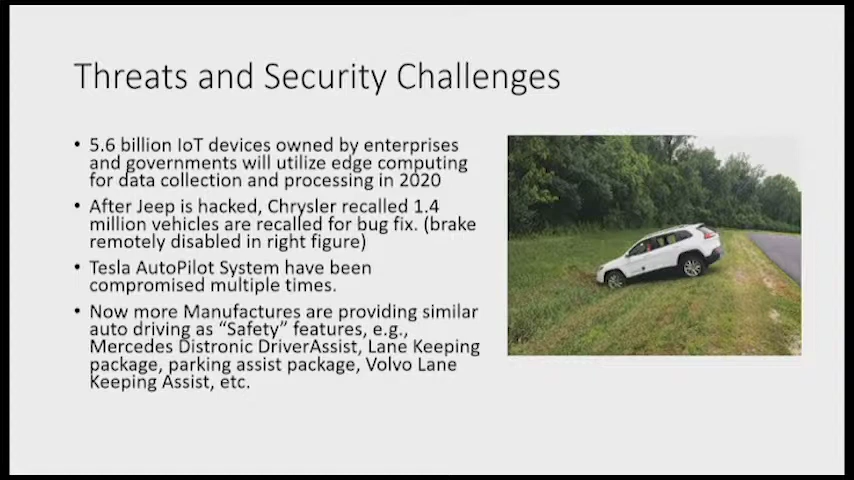 Threats and Security Challenges
• 5.6 billion IoT devices owned by enterprises
and governments will utilize edge computing
for data collection and processing in 2020
• After Jeep is hacked, Chrysler recalled 1.4
million vehicles are recalled for bug fix. (brake
remotely disabled in right figure)
• Tesla AutoPilot System have been
compromised multiple times.
• Now more Manufactures are providing similar
auto driving as “Safety” features, e.g.,
Mercedes Distronic DriverAssist, Lane Keeping
package, parking assist package, Volvo Lane
Keeping Assist, etc.